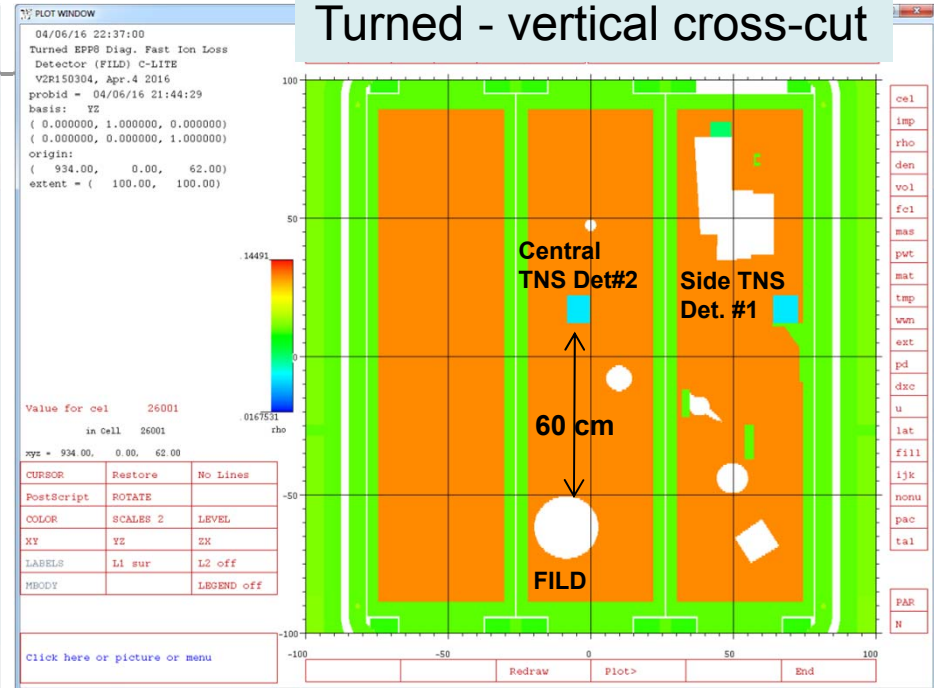 PLOT WINDOW
Turned - vertical cross-cut
04/06/16 22:37:00
Turned EPP8 Diag. Fast Ion Loss
Detector (FILD) C-LITE
V2R150304, Apr.4 2016
probid = 04/06/16 21:44:29
basis: YZ
( 0.000000, 1.000000, 0.000000)
( 0.000000, 0.000000, 1.000000)
origin:
( 934.00, 0.00, 62.00)
extent = ( 100.00, 100.00)
.14491
.0167531
rho
Value for cel 26001
in Cell 26001
xyz = 934.00, 0.00, 62.00
CURSOR Restore No Lines
PostScript ROTATE
COLOR SCALES 2 LEVEL
XY YZ ZX
LABELS L1 sur L2 off
MBODY LEGEND off
Click here or picture or menu
100
50
0
-50
-100
Central
TNS Det#2
Side TNS
Det. #1
60 cm
FILD
-100 -50 0 50 100
Redraw Plot> End
cel
imp
rho
den
vol
fcl
mas
pwt
mat
tmp
wwn
ext
pd
dxc
u
lat
fill
ijk
nonu
pac
tal
PAR
N